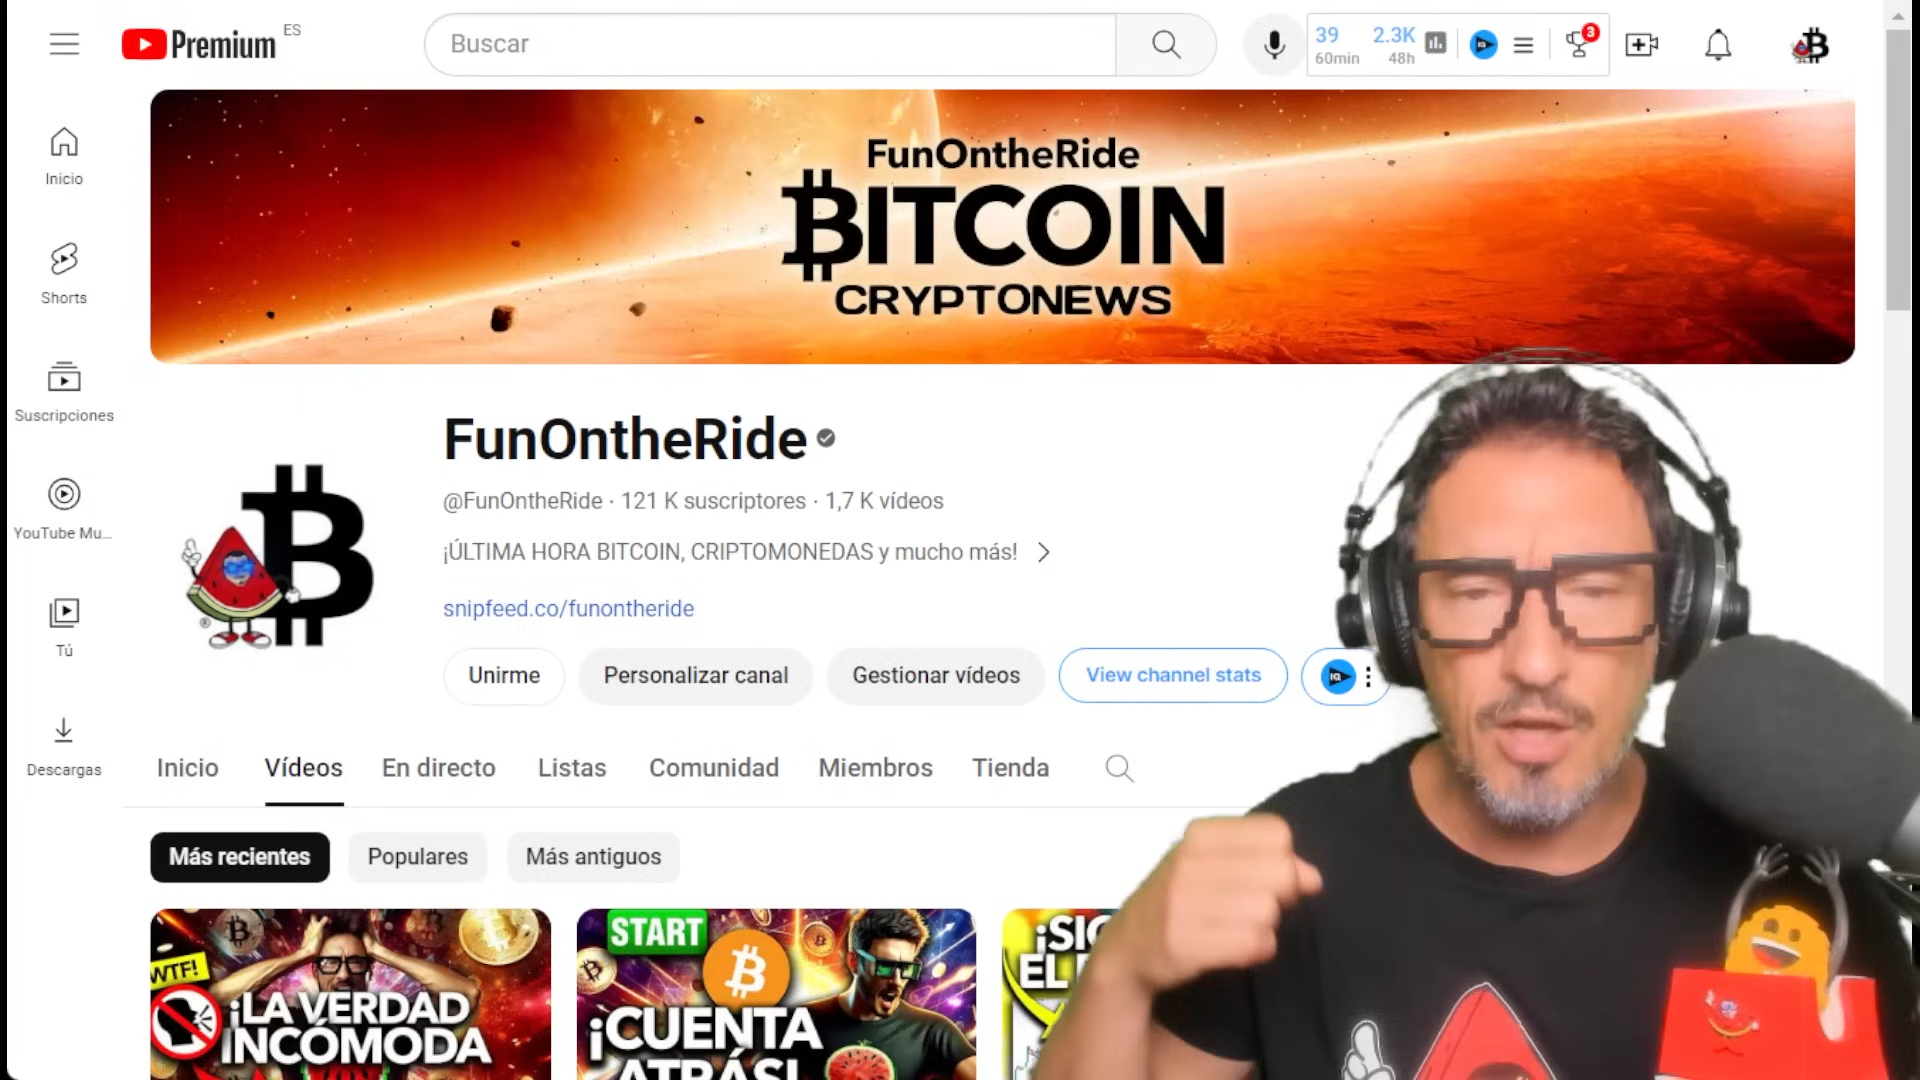 Premium ES
Buscar
39 2.3K
60min 48h
3
Inicio
Shorts
Suscripciones
YouTube Mu...
Tú
Descargas
FunOntheRide
BITCOIN
CRYPTONEWS
FunOntheRide
@FunOntheRide · 121 K suscriptores · 1,7 K vídeos
¡ÚLTIMA HORA BITCOIN, CRIPTOMONEDAS y mucho más!
snipfeed.co/funontheride
Unirme Personalizar canal Gestionar vídeos View channel stats IQ
Inicio Vídeos En directo Listas Comunidad Miembros Tienda
Más recientes Populares Más antiguos
WTF!
¡LA VERDAD
INCÓMODA
START
¡CUENTA
ATRÁS!